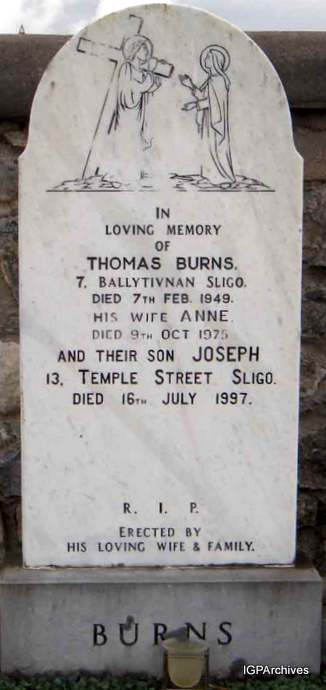 IN
LOVING MEMORY
OF
THOMAS BURNS.
7, BALLYTIVNAN SLIGO.
DIED 7TH FEB. 1949.
HIS WIFE ANNE.
DIED 9TH OCT 1975
AND THEIR SON JOSEPH
13, TEMPLE STREET SLIGO.
DIED 16TH JULY 1997.
R. I. P.
ERECTED BY
HIS LOVING WIFE & FAMILY.
BURNS
IGPArchives